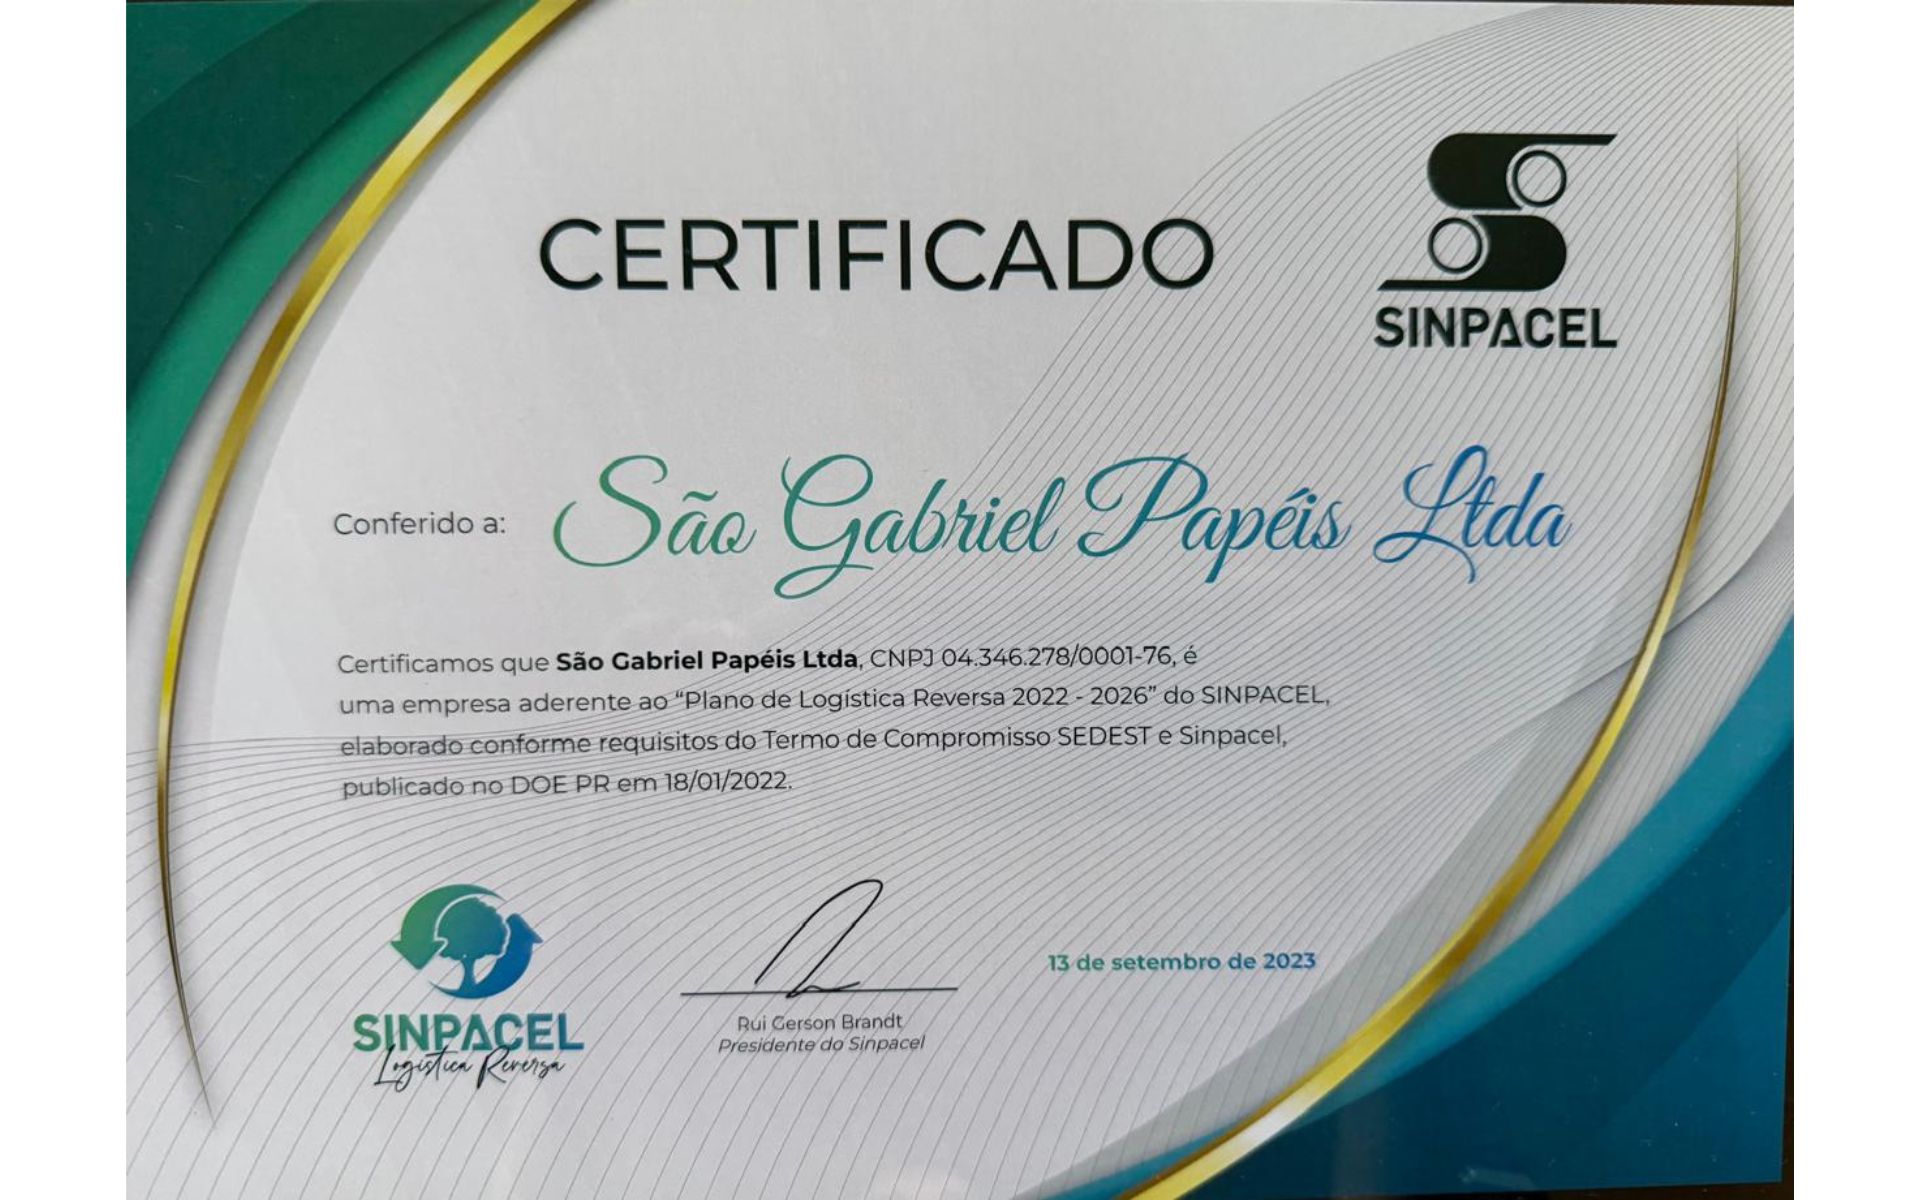 CERTIFICADO
SINPACEL
Conferido a: São Gabriel Papéis Ltda
Certificamos que São Gabriel Papéis Ltda, CNPJ 04.346.278/0001-76, é
uma empresa aderente ao “Plano de Logística Reversa 2022 - 2026” do SINPACEL,
elaborado conforme requisitos do Termo de Compromisso SEDEST e Sinpacel,
publicado no DOE PR em 18/01/2022.
SINPACEL
Logística Reversa
Rui Gerson Brandt
Presidente do Sinpacel
13 de setembro de 2023